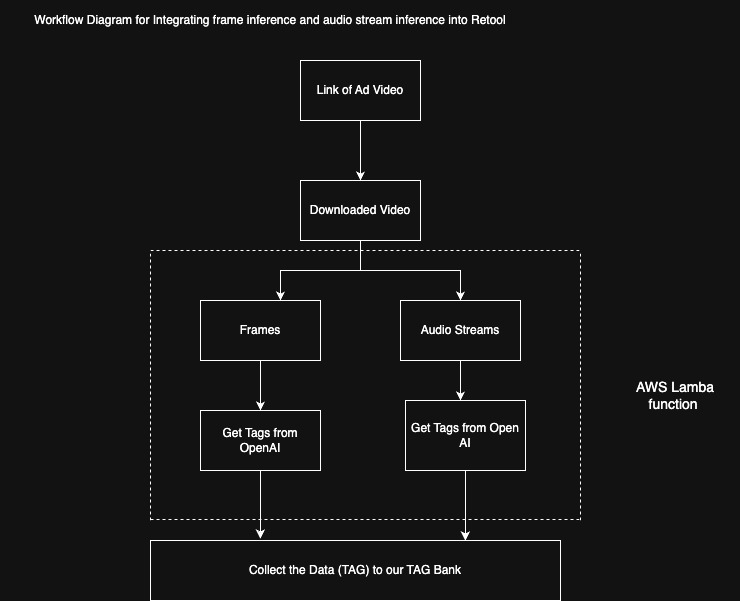 Workflow Diagram for Integrating frame inference and audio stream inference into Retool
Link of Ad Video
Downloaded Video
Frames
Audio Streams
AWS Lamba
function
Get Tags from
OpenAI
Get Tags from Open
AI
Collect the Data (TAG) to our TAG Bank